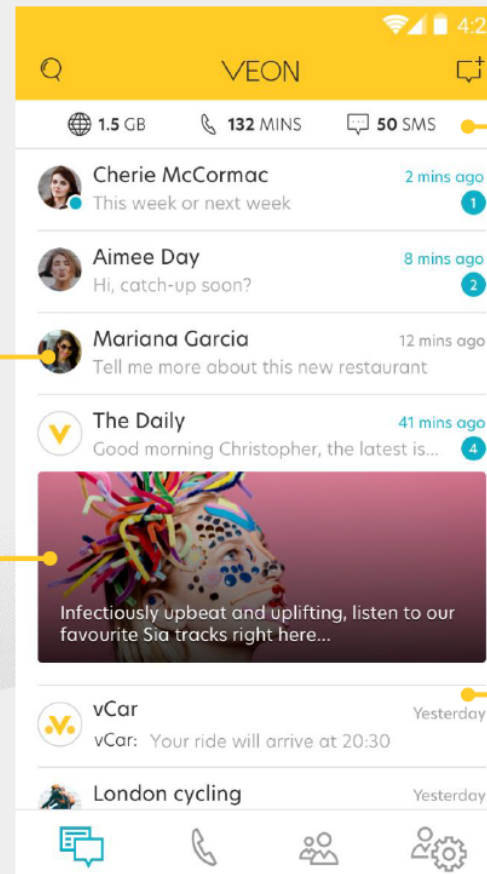 4:2
VEON
1.5 GB 132 MINS 50 SMS
Cherie McCormac 2 mins ago
This week or next week 1
Aimee Day 8 mins ago
Hi, catch-up soon? 2
Mariana Garcia 12 mins ago
Tell me more about this new restaurant
The Daily 41 mins ago
Good morning Christopher, the latest is... 4
Infectiously upbeat and uplifting, listen to our
favourite Sia tracks right here...
vCar Yesterday
vCar: Your ride will arrive at 20:30
London cycling Yesterday